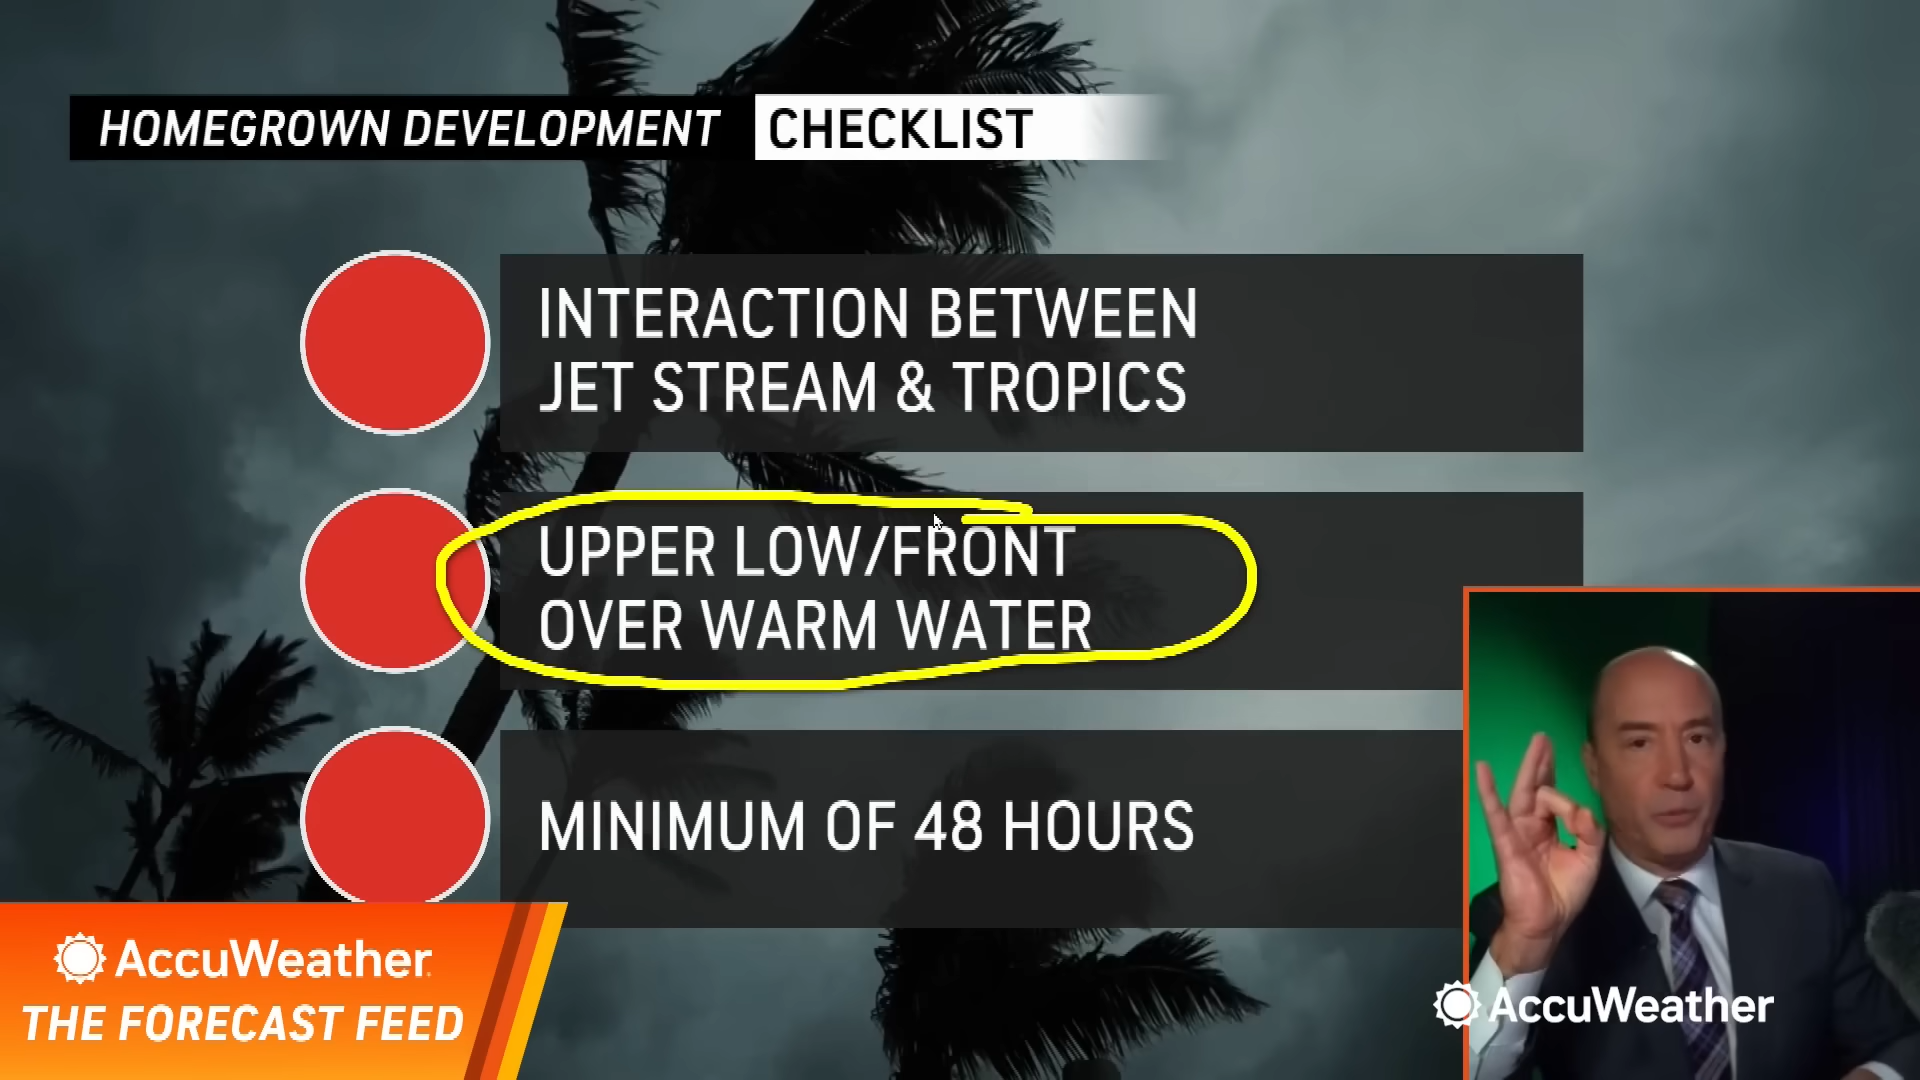 HOMEGROWN DEVELOPMENT CHECKLIST
INTERACTION BETWEEN
JET STREAM & TROPICS
UPPER LOW/FRONT
OVER WARM WATER
MINIMUM OF 48 HOURS
AccuWeather
THE FORECAST FEED
AccuWeather